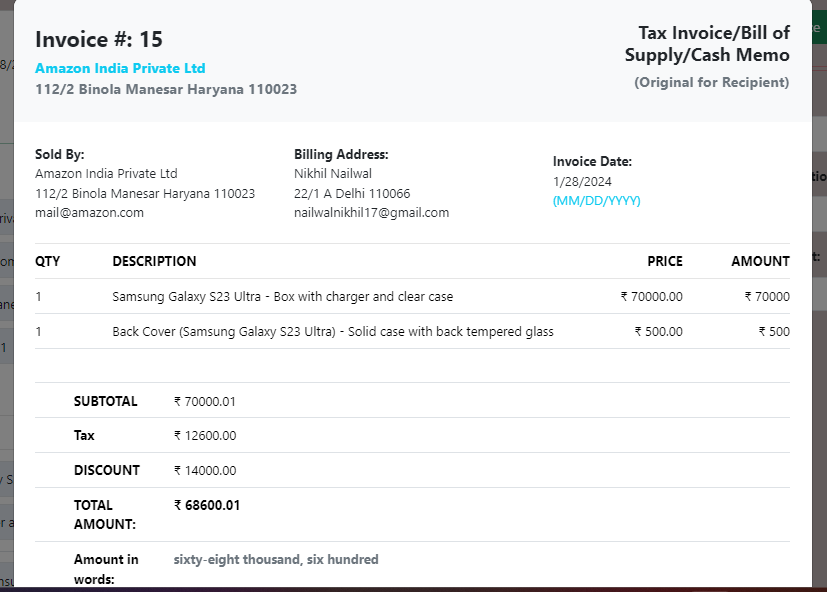 Invoice #: 15
Amazon India Private Ltd
112/2 Binola Manesar Haryana 110023
Tax Invoice/Bill of
Supply/Cash Memo
(Original for Recipient)
Sold By:
Amazon India Private Ltd
112/2 Binola Manesar Haryana 110023
mail@amazon.com
Billing Address:
Nikhil Nailwal
22/1 A Delhi 110066
nailwalnikhil17@gmail.com
Invoice Date:
1/28/2024
(MM/DD/YYYY)
QTY DESCRIPTION PRICE AMOUNT
1 Samsung Galaxy S23 Ultra - Box with charger and clear case ₹ 70000.00 ₹ 70000
1 Back Cover (Samsung Galaxy S23 Ultra) - Solid case with back tempered glass ₹ 500.00 ₹ 500
SUBTOTAL ₹ 70000.01
Tax ₹ 12600.00
DISCOUNT ₹ 14000.00
TOTAL AMOUNT: ₹ 68600.01
Amount in words: sixty-eight thousand, six hundred